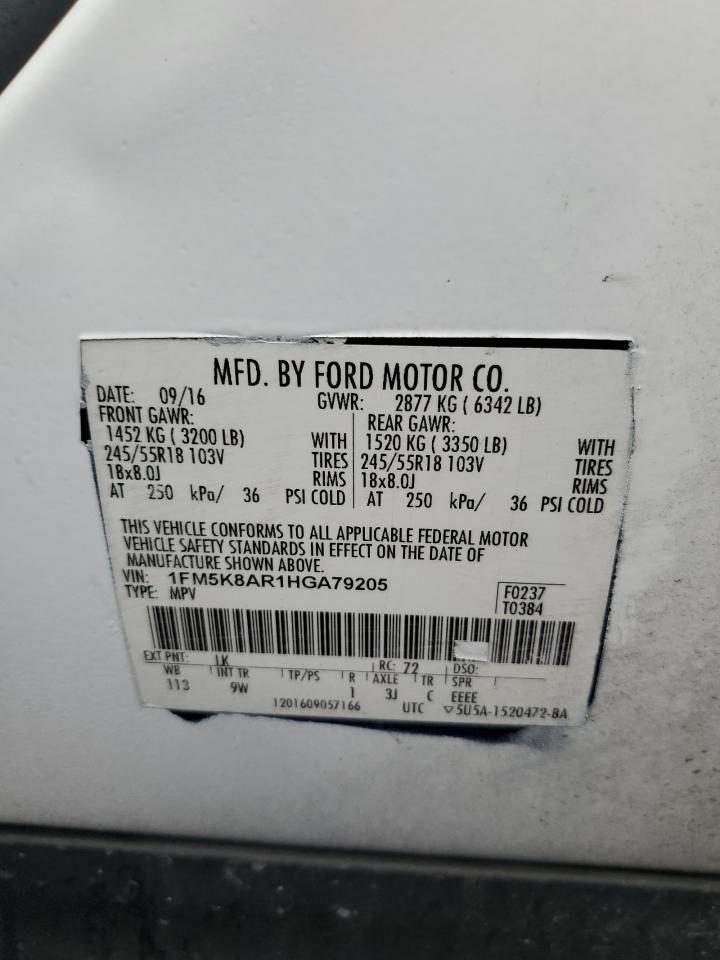 MFD. BY FORD MOTOR CO.
DATE: 09/16 GVWR: 2877 KG ( 6342 LB)
FRONT GAWR: REAR GAWR:
1452 KG ( 3200 LB) WITH 1520 KG ( 3350 LB) WITH
245/55R18 103V TIRES 245/55R18 103V TIRES
18x8.0J RIMS 18x8.0J RIMS
AT 250 kPa/ 36 PSI COLD AT 250 kPa/ 36 PSI COLD
THIS VEHICLE CONFORMS TO ALL APPLICABLE FEDERAL MOTOR
VEHICLE SAFETY STANDARDS IN EFFECT ON THE DATE OF
MANUFACTURE SHOWN ABOVE.
VIN: 1FM5K8AR1HGA79205
TYPE: MPV
F0237
T0384
EXT PNT: LK RC: 72 DSO:
WB INT TR TP/PS R AXLE TR SPR
113 9W 1 3J C EEEE
1201609057166 UTC ▽5U5A-1520472-BA